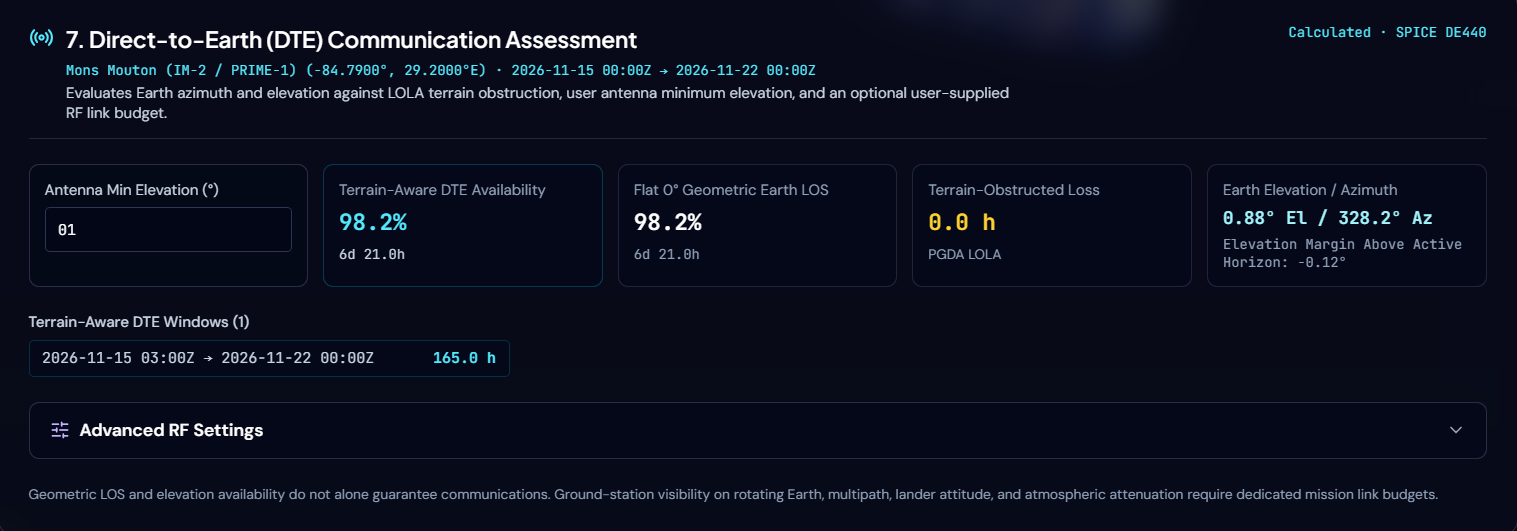 7. Direct-to-Earth (DTE) Communication Assessment
Calculated · SPICE DE440
Mons Mouton (IM-2 / PRIME-1) (-84.7900°, 29.2000°E) · 2026-11-15 00:00Z → 2026-11-22 00:00Z
Evaluates Earth azimuth and elevation against LOLA terrain obstruction, user antenna minimum elevation, and an optional user-supplied
RF link budget.
Antenna Min Elevation (°)
01
Terrain-Aware DTE Availability
98.2%
6d 21.0h
Flat 0° Geometric Earth LOS
98.2%
6d 21.0h
Terrain-Obstructed Loss
0.0 h
PGDA LOLA
Earth Elevation / Azimuth
0.88° El / 328.2° Az
Elevation Margin Above Active
Horizon: -0.12°
Terrain-Aware DTE Windows (1)
2026-11-15 03:00Z → 2026-11-22 00:00Z 165.0 h
Advanced RF Settings
Geometric LOS and elevation availability do not alone guarantee communications. Ground-station visibility on rotating Earth, multipath, lander attitude, and atmospheric attenuation require dedicated mission link budgets.